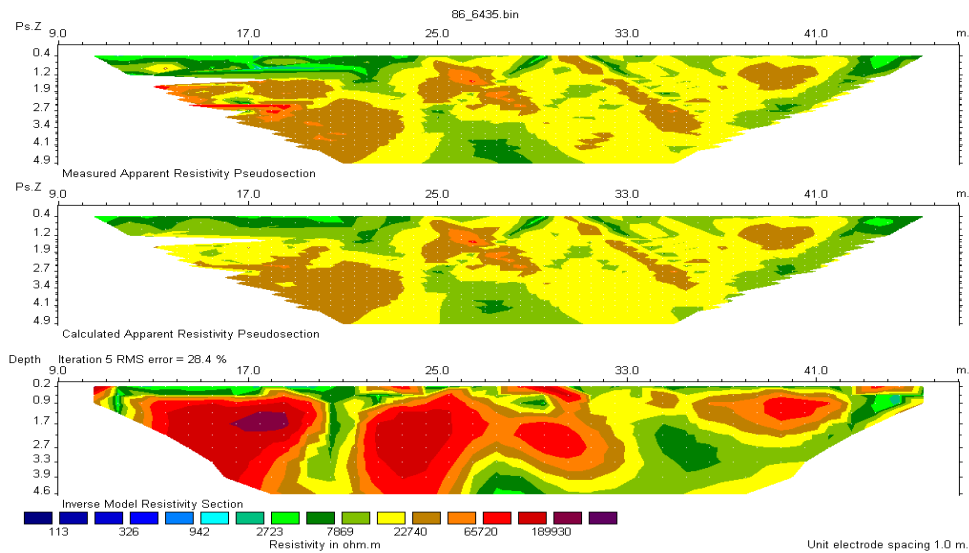 86_6435.bin
Ps.Z
9.0 17.0 25.0 33.0 41.0 m.
0.4
1.2
1.9
2.7
3.4
4.1
4.9
Measured Apparent Resistivity Pseudosection
Ps.Z
9.0 17.0 25.0 33.0 41.0 m.
0.4
1.2
1.9
2.7
3.4
4.1
4.9
Calculated Apparent Resistivity Pseudosection
Depth Iteration 5 RMS error = 28.4 %
9.0 17.0 25.0 33.0 41.0 m.
0.2
0.9
1.7
2.7
3.3
3.9
4.6
Inverse Model Resistivity Section
113 326 942 2723 7869 22740 65720 189930
Resistivity in ohm.m
Unit electrode spacing 1.0 m.